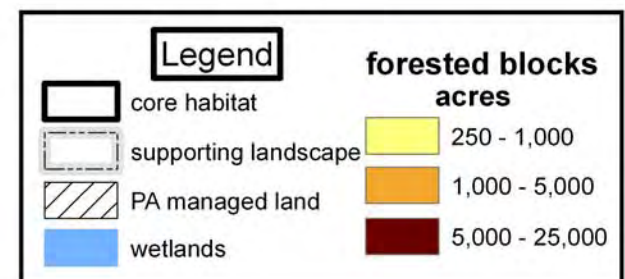 Legend
core habitat
supporting landscape
PA managed land
wetlands
forested blocks
acres
250 - 1,000
1,000 - 5,000
5,000 - 25,000